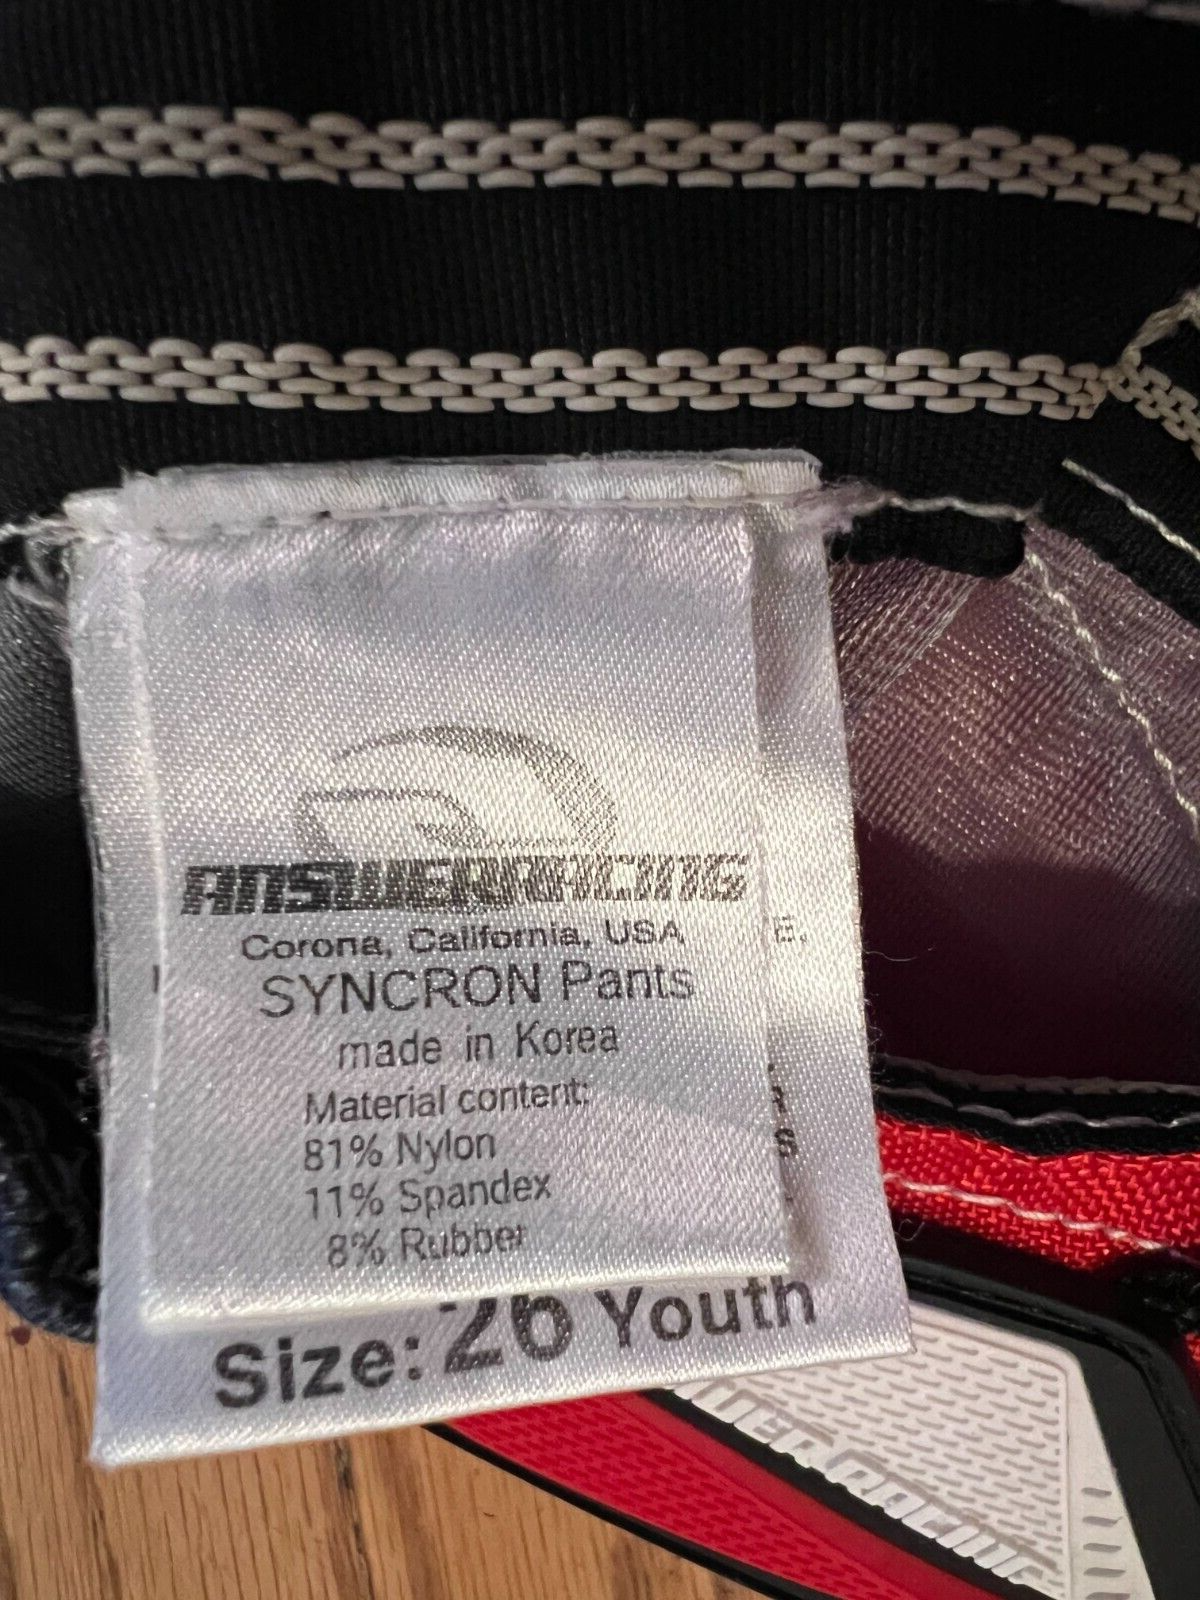 ANSWERRACING
Corona, California, USA
SYNCRON Pants
made in Korea
Material content:
81% Nylon
11% Spandex
8% Rubber
E.
S
Size: 26 Youth
RACING